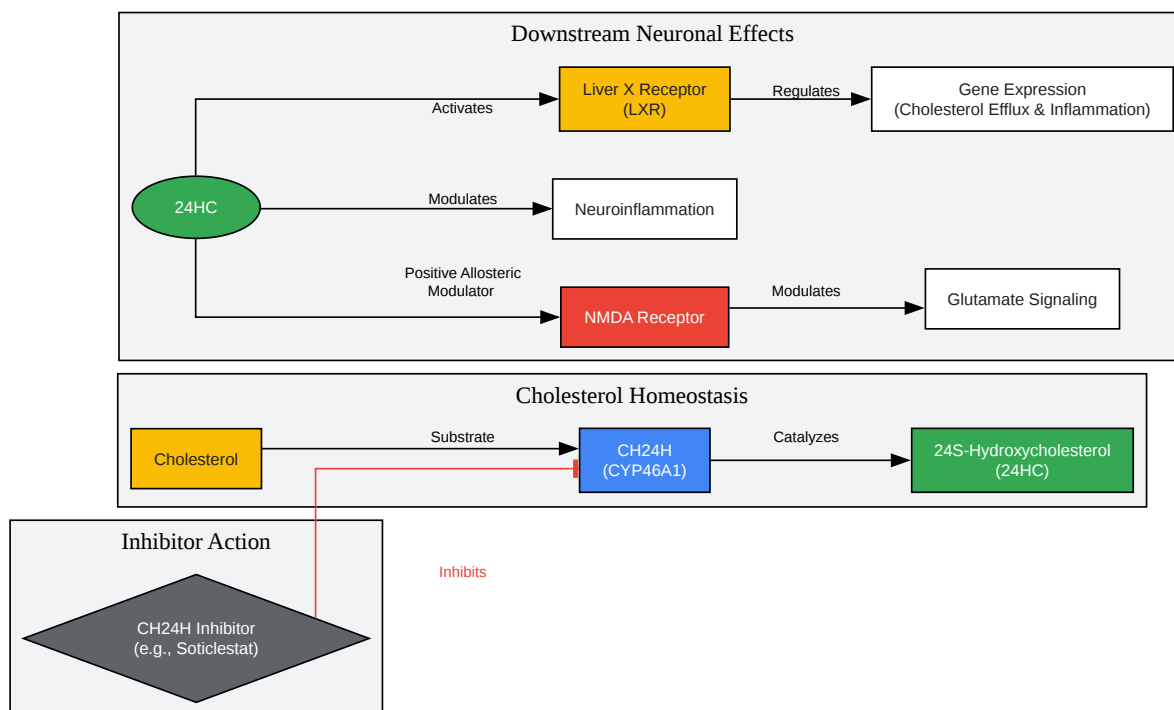 Downstream Neuronal Effects
Liver X Receptor
(LXR)
Activates
Regulates
Gene Expression
(Cholesterol Efflux & Inflammation)
24HC
Modulates
Neuroinflammation
Positive Allosteric
Modulator
NMDA Receptor
Modulates
Glutamate Signaling
Cholesterol Homeostasis
Cholesterol
Substrate
CH24H
(CYP46A1)
Catalyzes
24S-Hydroxycholesterol
(24HC)
Inhibitor Action
Inhibits
CH24H Inhibitor
(e.g., Soticlestat)